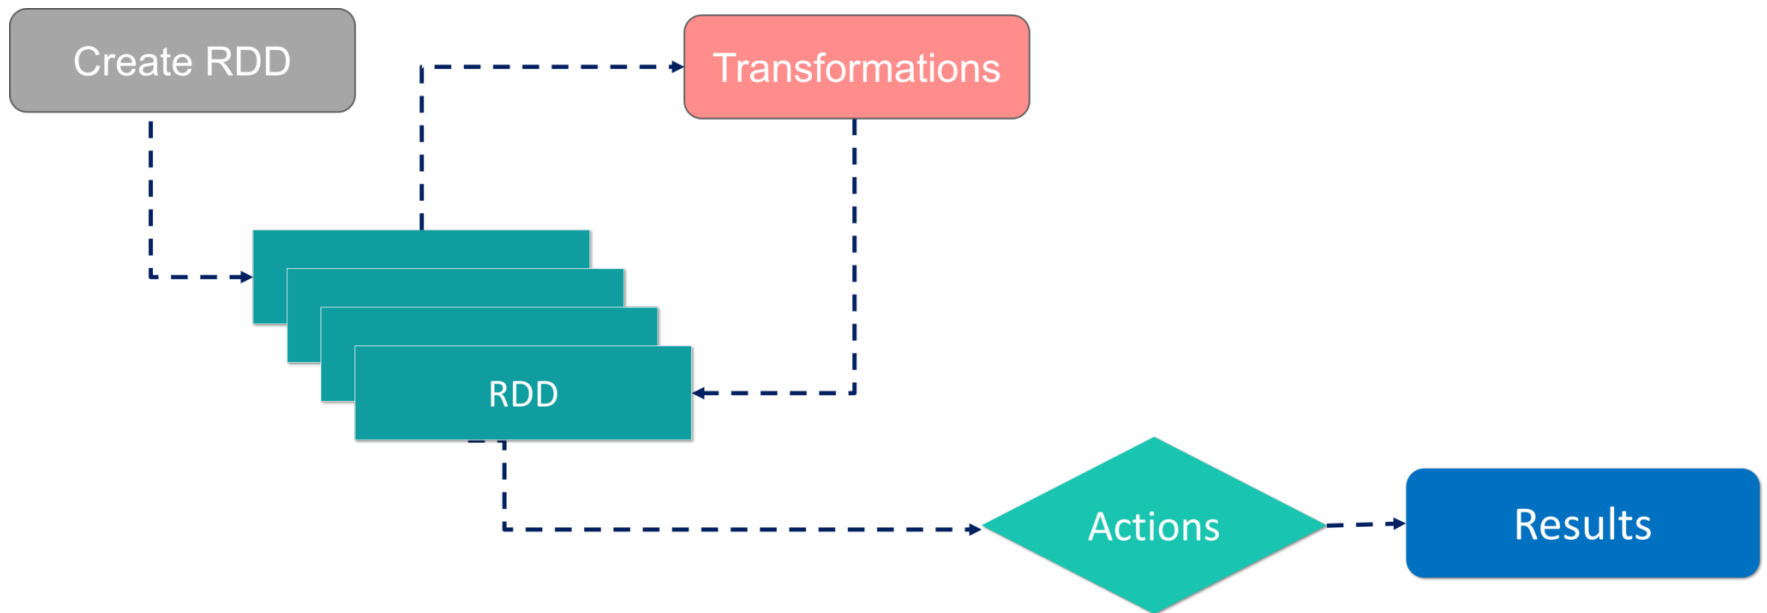 Create RDD
Transformations
RDD
Actions
Results